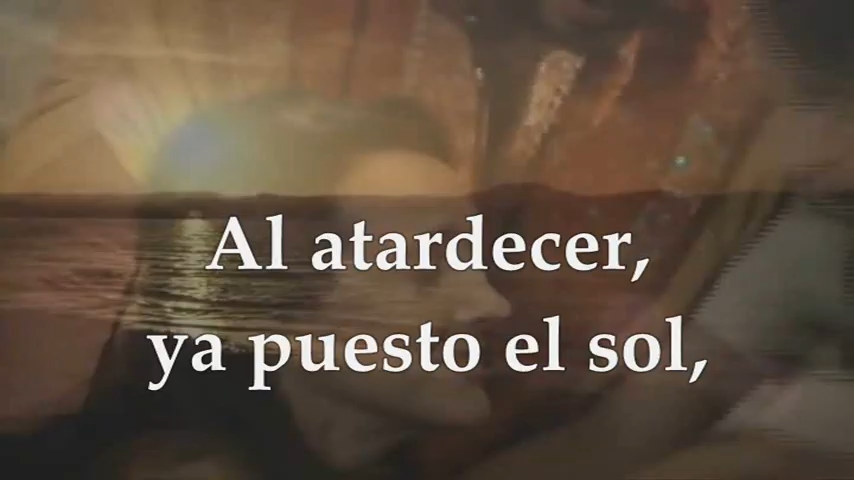 Al atardecer,
ya puesto el sol,